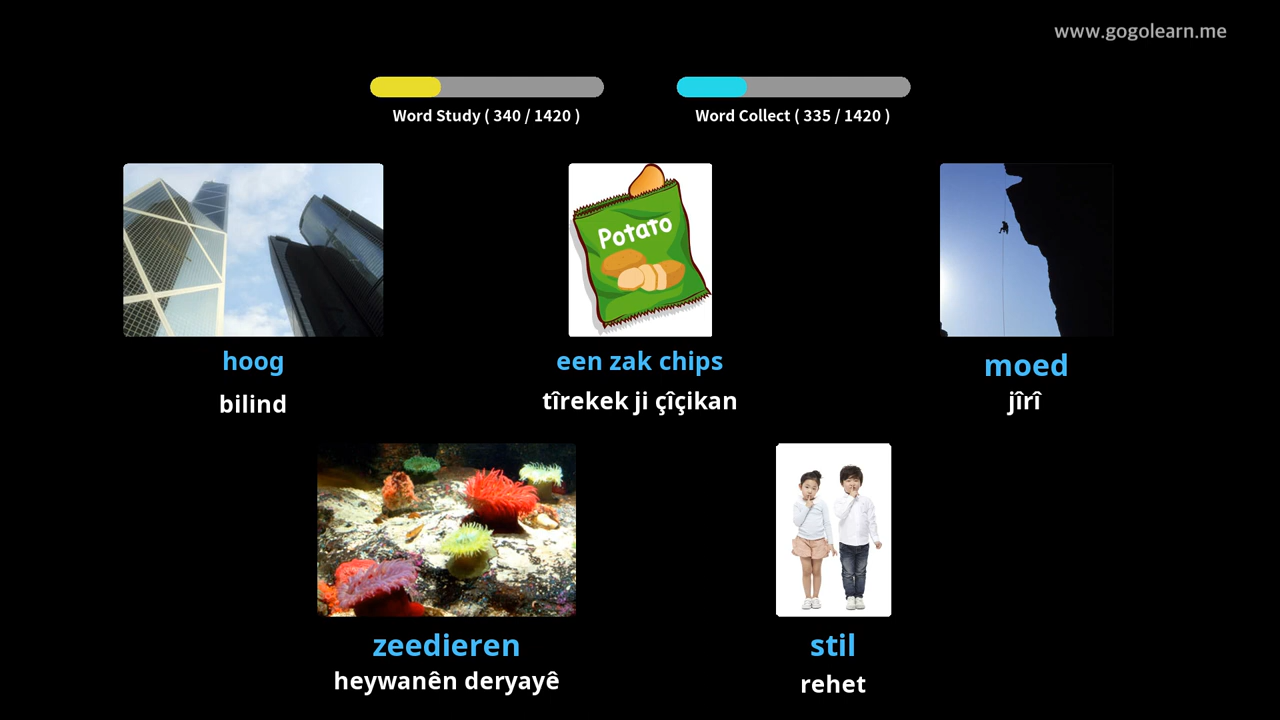 www.gogolearn.me
Word Study ( 340 / 1420 )
Word Collect ( 335 / 1420 )
Potato
hoog
een zak chips
moed
bilind
tîrekek ji çîçikan
jîrî
zeedieren
stil
heywanên deryayê
rehet